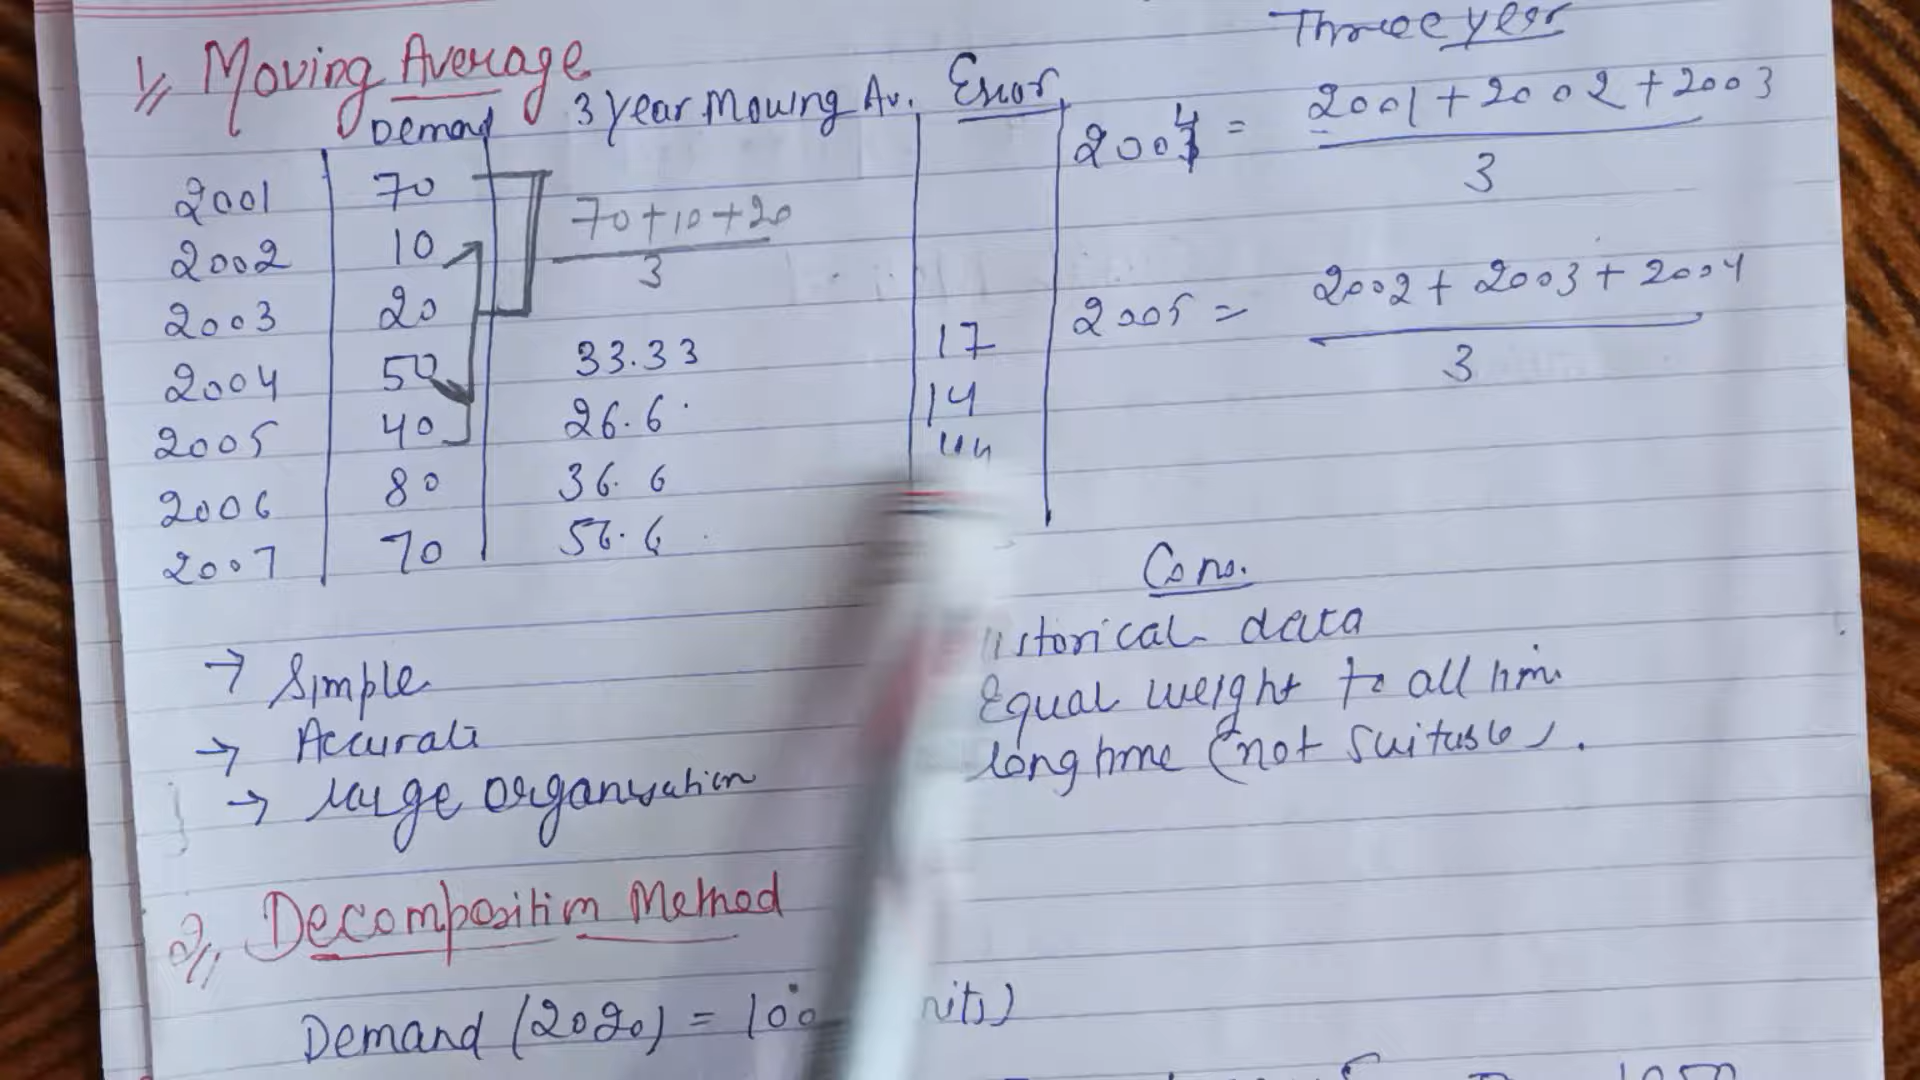 Three year
1) Moving Average
Demand 3 year Moving Av. Error
2004 = 2001 + 2002 + 2003
3
2001 70
70+10+20
3
2002 10
2003 20
2005 = 2002 + 2003 + 2004
3
2004 50 33.33 17
2005 40 26.6 14
2006 80 36.6 44
2007 70 56.6
Cons.
→ Simple
→ Accurate
→ large organisation
istorical data
Equal weight to all
long time (not suitable).
2) Decomposition Method
Demand (2020) = 100 nits)